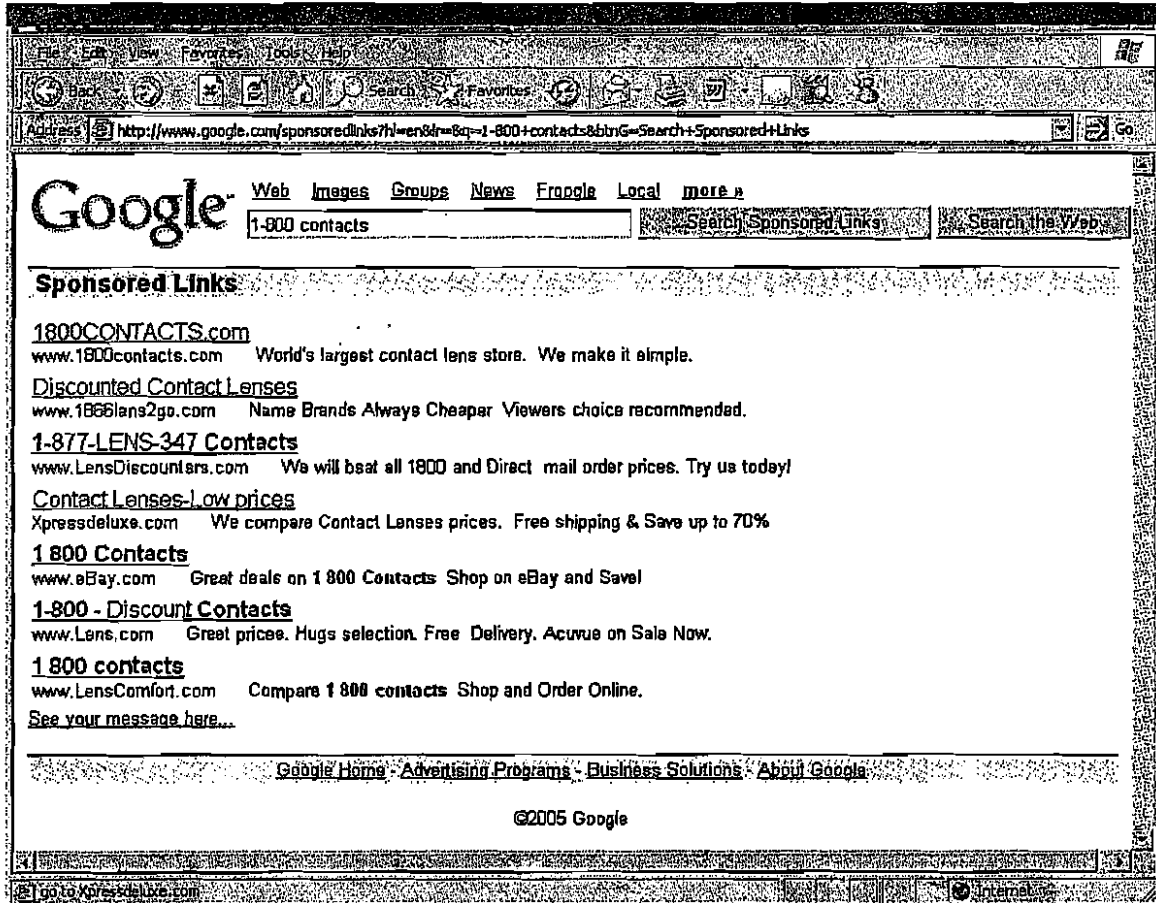 File Edit View Favorites Tools Help
Back Search Favorites
Address http://www.google.com/sponsoredlinks?hl=en&lr=&q=1-800+contacts&btnG=Search+Sponsored+Links Go
Google Web Images Groups News Froogle Local more »
1-800 contacts Search Sponsored Links Search the Web
Sponsored Links
1800CONTACTS.com
www.1800contacts.com World's largest contact lens store. We make it simple.
Discounted Contact Lenses
www.1866lens2go.com Name Brands Always Cheaper Viewers choice recommended.
1-877-LENS-347 Contacts
www.LensDiscounters.com We will beat all 1800 and Direct mail order prices. Try us today!
Contact Lenses-Low prices
Xpressdeluxe.com We compare Contact Lenses prices. Free shipping & Save up to 70%
1 800 Contacts
www.eBay.com Great deals on 1 800 Contacts Shop on eBay and Save!
1-800 - Discount Contacts
www.Lens.com Great prices. Huge selection. Free Delivery. Acuvue on Sale Now.
1 800 contacts
www.LensComfort.com Compare 1 800 contacts Shop and Order Online.
See your message here...
Google Home - Advertising Programs - Business Solutions - About Google
©2005 Google
go to Xpressdeluxe.com Internet